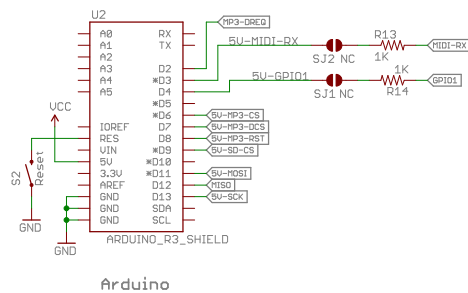 U2
MP3-DREQ
A0 RX
A1 TX
A2
A3 D2
A4 *D3
A5 D4
*D5
*D6
IOREF D7
RES D8
VIN *D9
5V *D10
3.3V *D11
AREF D12
GND D13
GND SDA
GND SCL
ARDUINO_R3_SHIELD
5V-MIDI-RX
SJ2 NC
R13
1K
MIDI-RX
5V-GPIO1
SJ1 NC
1K
R14
GPIO1
5V-MP3-CS
5V-MP3-DCS
5V-MP3-RST
5V-SD-CS
5V-MOSI
MISO
5V-SCK
VCC
S2
Reset
GND
GND
Arduino